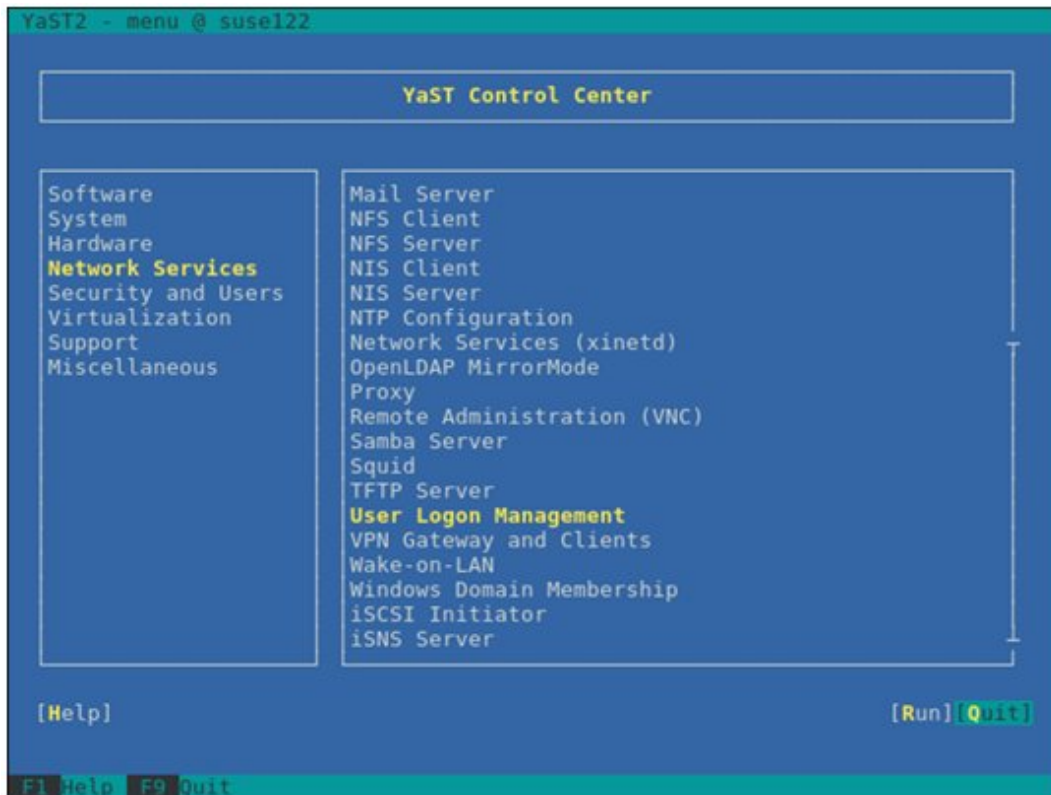 YaST2 - menu @ suse122
YaST Control Center
Software
System
Hardware
Network Services
Security and Users
Virtualization
Support
Miscellaneous
Mail Server
NFS Client
NFS Server
NIS Client
NIS Server
NTP Configuration
Network Services (xinetd)
OpenLDAP MirrorMode
Proxy
Remote Administration (VNC)
Samba Server
Squid
TFTP Server
User Logon Management
VPN Gateway and Clients
Wake-on-LAN
Windows Domain Membership
iSCSI Initiator
iSNS Server
[Help] [Run][Quit]
F1 Help F9 Quit